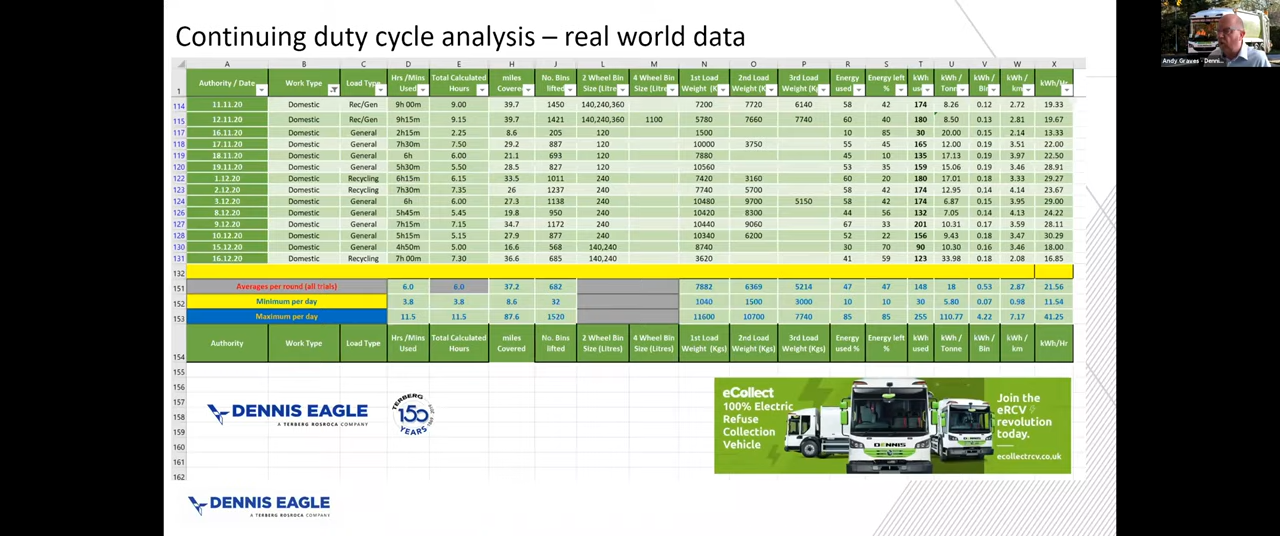 Continuing duty cycle analysis – real world data
Andy Graves - Denni...
A B C D E H J L M N O P R S T U V W X
1 Authority / Date Work Type Load Type Hrs /Mins Used Total Calculated Hours miles Covered No. Bins lifted 2 Wheel Bin Size (Litres) 4 Wheel Bin Size (Litre 1st Load Weight (K 2nd Load Weight (K 3rd Load Weight (K Energy used Energy left % kWh us kWh / Tonne kWh / Bin kWh / km kWh/Hr
114 11.11.20 Domestic Rec/Gen 9h 00m 9.00 39.7 1450 140,240,360 7200 7720 6140 58 42 174 8.26 0.12 2.72 19.33
115 12.11.20 Domestic Rec/Gen 9h15m 9.15 39.7 1421 140,240,360 1100 5780 7660 7740 60 40 180 8.50 0.13 2.81 19.67
117 16.11.20 Domestic General 2h15m 2.25 8.6 205 120 1500 10 85 30 20.00 0.15 2.14 13.33
118 17.11.20 Domestic General 7h30m 7.50 29.2 887 120 10000 3750 55 45 165 12.00 0.19 3.51 22.00
119 18.11.20 Domestic General 6h 6.00 21.1 693 120 7880 45 10 135 17.13 0.19 3.97 22.50
120 19.11.20 Domestic General 5h30m 5.50 28.5 827 120 10560 53 35 159 15.06 0.19 3.46 28.91
122 1.12.20 Domestic Recycling 6h15m 6.15 33.5 1011 240 7420 3160 60 20 180 17.01 0.18 3.33 29.27
123 2.12.20 Domestic Recycling 7h30m 7.35 26 1237 240 7740 5700 58 42 174 12.95 0.14 4.14 23.67
124 3.12.20 Domestic General 6h 6.00 27.3 1138 240 10480 9700 5150 58 42 174 6.87 0.15 3.95 29.00
126 8.12.20 Domestic General 5h45m 5.45 19.8 950 240 10420 8300 44 56 132 7.05 0.14 4.13 24.22
127 9.12.20 Domestic General 7h15m 7.15 34.7 1172 240 10440 9060 67 33 201 10.31 0.17 3.59 28.11
128 10.12.20 Domestic General 5h15m 5.15 27.9 877 240 10340 6200 52 22 156 9.43 0.18 3.47 30.29
130 15.12.20 Domestic General 4h50m 5.00 16.6 568 140,240 8740 30 70 90 10.30 0.16 3.46 18.00
131 16.12.20 Domestic Recycling 7h 00m 7.30 36.6 685 140,240 3620 41 59 123 33.98 0.18 2.08 16.85
132
151 Averages per round (all trials) 6.0 6.0 37.2 682 7882 6369 5214 47 47 148 18 0.53 2.87 21.56
152 Minimum per day 3.8 3.8 8.6 32 1040 1500 3000 10 10 30 5.80 0.07 0.98 11.54
153 Maximum per day 11.5 11.5 87.6 1520 11600 10700 7740 85 85 255 110.77 4.22 7.17 41.25
154 Authority Work Type Load Type Hrs /Mins Used Total Calculated Hours miles Covered No. Bins lifted 2 Wheel Bin Size (Litres) 4 Wheel Bin Size (Litres) 1st Load Weight (Kgs) 2nd Load Weight (Kgs) 3rd Load Weight (Kgs) Energy used % Energy left % kWh used kWh / Tonne kWh / Bin kWh / km kWh/Hr
155
156
157
158
159
160
161
162
DENNIS EAGLE
A TERBERG ROSROCA COMPANY
TERBERG
150
YEARS
eCollect
100% Electric
Refuse
Collection
Vehicle
DENNIS
Join the
eRCV
revolution
today.
ecollectrcv.co.uk
DENNIS EAGLE
A TERBERG ROSROCA COMPANY